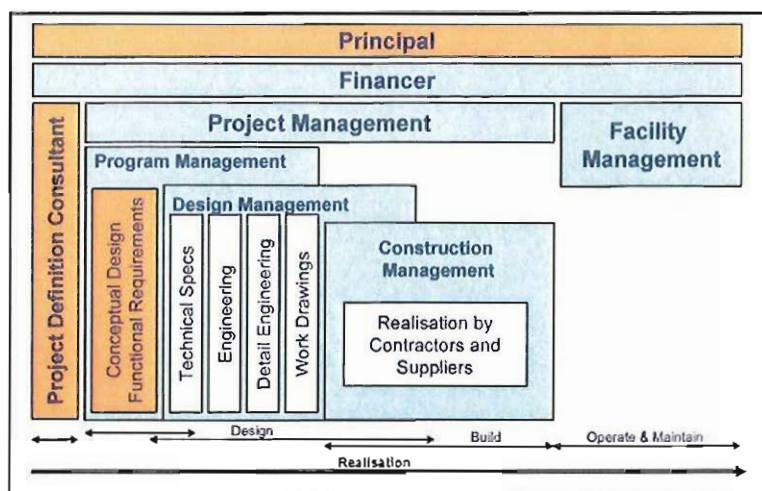 Principal
Financer
Project Definition Consultant
Project Management
Facility
Management
Program Management
Conceptual Design
Functional Requirements
Design Management
Technical Specs
Engineering
Detail Engineering
Work Drawings
Construction
Management
Realisation by
Contractors and
Suppliers
Design
Build
Operate & Maintain
Realisation